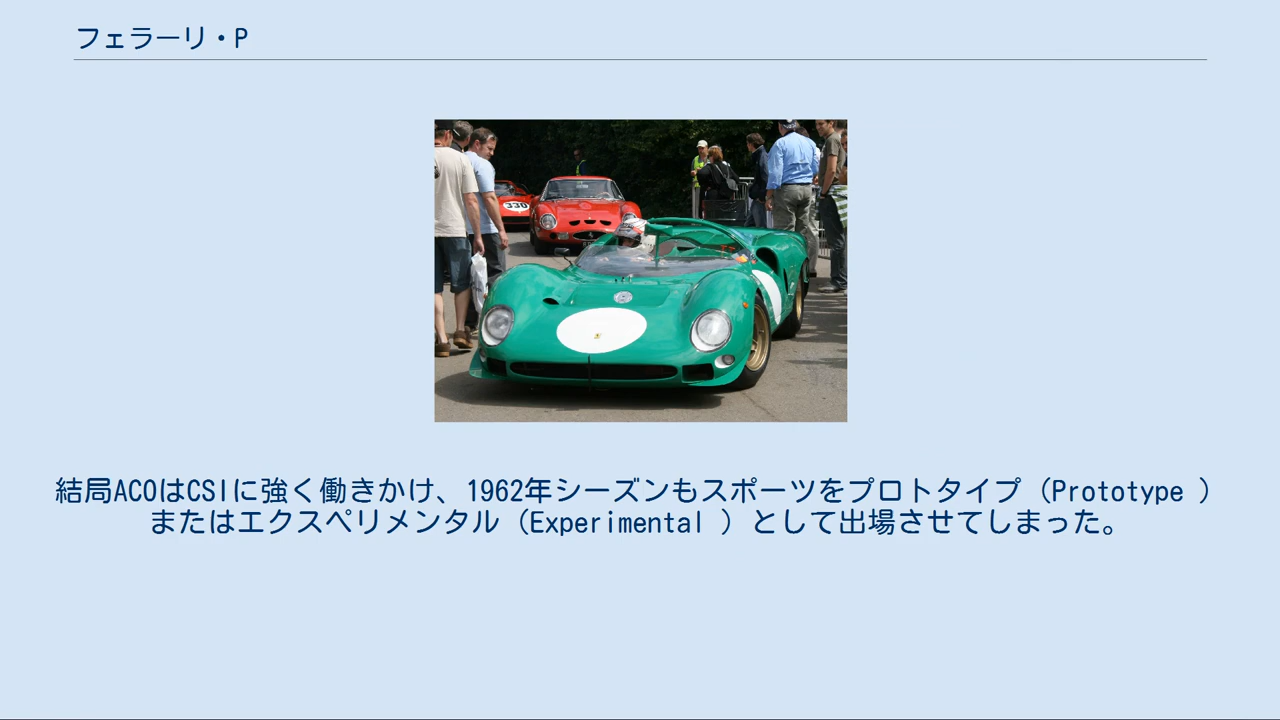 フェラーリ・P
330
結局ACOはCSIに強く働きかけ、1962年シーズンもスポーツをプロトタイプ（Prototype ）
またはエクスペリメンタル（Experimental ）として出場させてしまった。